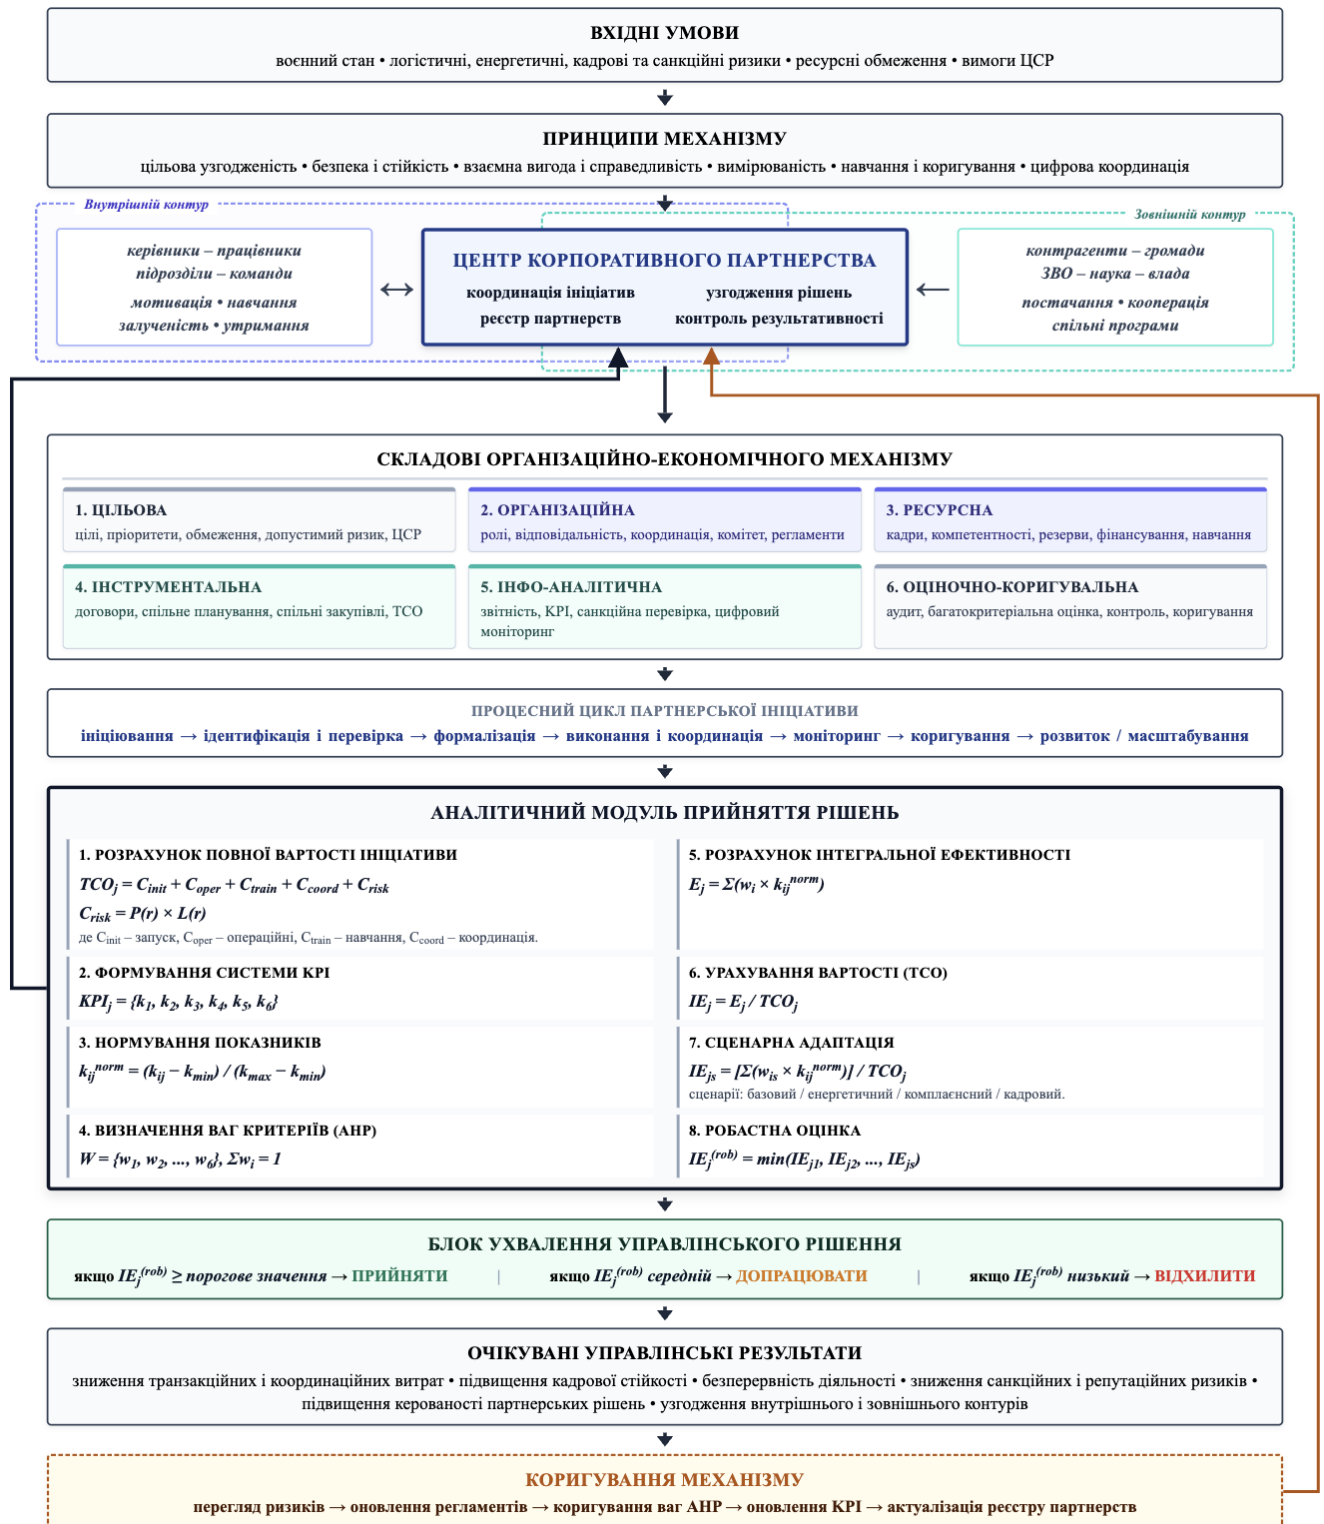 ВХІДНІ УМОВИ
воєнний стан • логістичні, енергетичні, кадрові та санкційні ризики • ресурсні обмеження • вимоги ЦСР
ПРИНЦИПИ МЕХАНІЗМУ
цільова узгодженість • безпека і стійкість • взаємна вигода і справедливість • вимірюваність • навчання і коригування • цифрова координація
Внутрішній контур
Зовнішній контур
керівники – працівники
підрозділи – команди
мотивація • навчання
залученість • утримання
↔
ЦЕНТР КОРПОРАТИВНОГО ПАРТНЕРСТВА
координація ініціатив узгодження рішень
реєстр партнерств контроль результативності
←
контрагенти – громади
ЗВО – наука – влада
постачання • кооперація
спільні програми
СКЛАДОВІ ОРГАНІЗАЦІЙНО-ЕКОНОМІЧНОГО МЕХАНІЗМУ
1. ЦІЛЬОВА
цілі, пріоритети, обмеження, допустимий ризик, ЦСР
2. ОРГАНІЗАЦІЙНА
ролі, відповідальність, координація, комітет, регламенти
3. РЕСУРСНА
кадри, компетентності, резерви, фінансування, навчання
4. ІНСТРУМЕНТАЛЬНА
договори, спільне планування, спільні закупівлі, TCO
5. ІНФО-АНАЛІТИЧНА
звітність, KPI, санкційна перевірка, цифровий
моніторинг
6. ОЦІНОЧНО-КОРИГУВАЛЬНА
аудит, багатокритеріальна оцінка, контроль, коригування
ПРОЦЕСНИЙ ЦИКЛ ПАРТНЕРСЬКОЇ ІНІЦІАТИВИ
ініціювання → ідентифікація і перевірка → формалізація → виконання і координація → моніторинг → коригування → розвиток / масштабування
АНАЛІТИЧНИЙ МОДУЛЬ ПРИЙНЯТТЯ РІШЕНЬ
1. РОЗРАХУНОК ПОВНОЇ ВАРТОСТІ ІНІЦІАТИВИ
TCOj = Cinit + Coper + Ctrain + Ccoord + Crisk
Crisk = P(r) × L(r)
де Cinit – запуск, Coper – операційні, Ctrain – навчання, Ccoord – координація.
2. ФОРМУВАННЯ СИСТЕМИ KPI
KPIj = {k1, k2, k3, k4, k5, k6}
3. НОРМУВАННЯ ПОКАЗНИКІВ
kijnorm = (kij − kmin) / (kmax − kmin)
4. ВИЗНАЧЕННЯ ВАГ КРИТЕРІЇВ (AHP)
W = {w1, w2, ..., w6}, Σwi = 1
5. РОЗРАХУНОК ІНТЕГРАЛЬНОЇ ЕФЕКТИВНОСТІ
Ej = Σ(wi × kijnorm)
6. УРАХУВАННЯ ВАРТОСТІ (TCO)
IEj = Ej / TCOj
7. СЦЕНАРНА АДАПТАЦІЯ
IEjs = [Σ(wis × kijnorm)] / TCOj
сценарії: базовий / енергетичний / комплаєнсний / кадровий.
8. РОБАСТНА ОЦІНКА
IEj(rob) = min(IEj1, IEj2, ..., IEjs)
БЛОК УХВАЛЕННЯ УПРАВЛІНСЬКОГО РІШЕННЯ
якщо IEj(rob) ≥ порогове значення → ПРИЙНЯТИ | якщо IEj(rob) середній → ДОПРАЦЮВАТИ | якщо IEj(rob) низький → ВІДХИЛИТИ
ОЧІКУВАНІ УПРАВЛІНСЬКІ РЕЗУЛЬТАТИ
зниження транзакційних і координаційних витрат • підвищення кадрової стійкості • безперервність діяльності • зниження санкційних і репутаційних ризиків •
підвищення керованості партнерських рішень • узгодження внутрішнього і зовнішнього контурів
КОРИГУВАННЯ МЕХАНІЗМУ
перегляд ризиків → оновлення регламентів → коригування ваг AHP → оновлення KPI → актуалізація реєстру партнерств